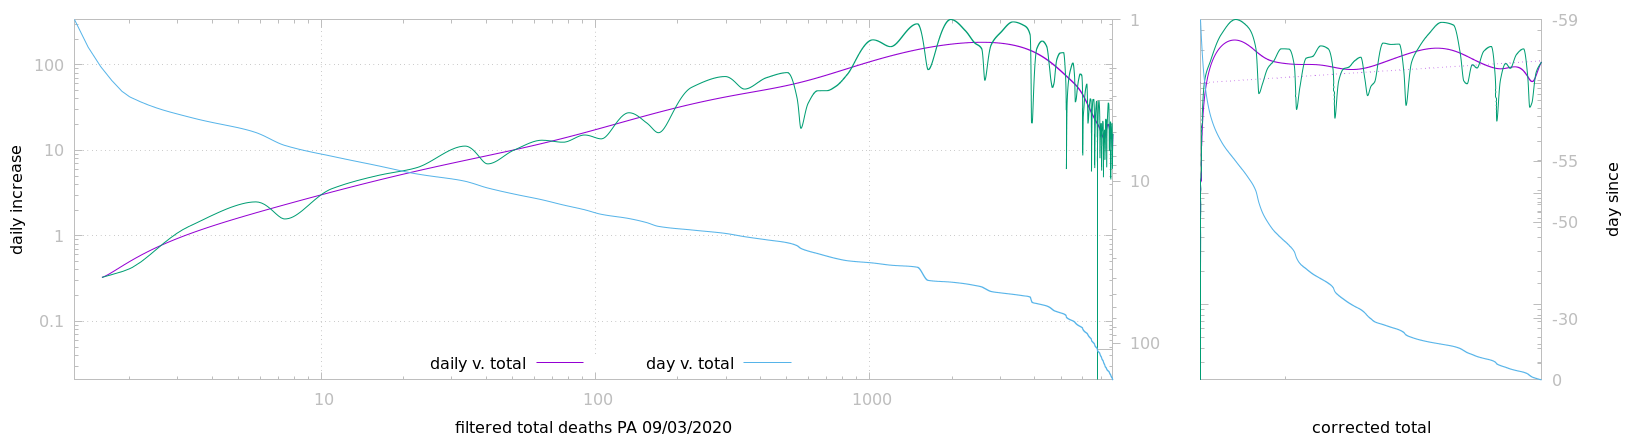 daily increase
100
10
1
0.1
daily v. total
day v. total
10
100
1000
filtered total deaths PA 09/03/2020
1
10
100
-59
-55
-50
-30
0
day since
corrected total